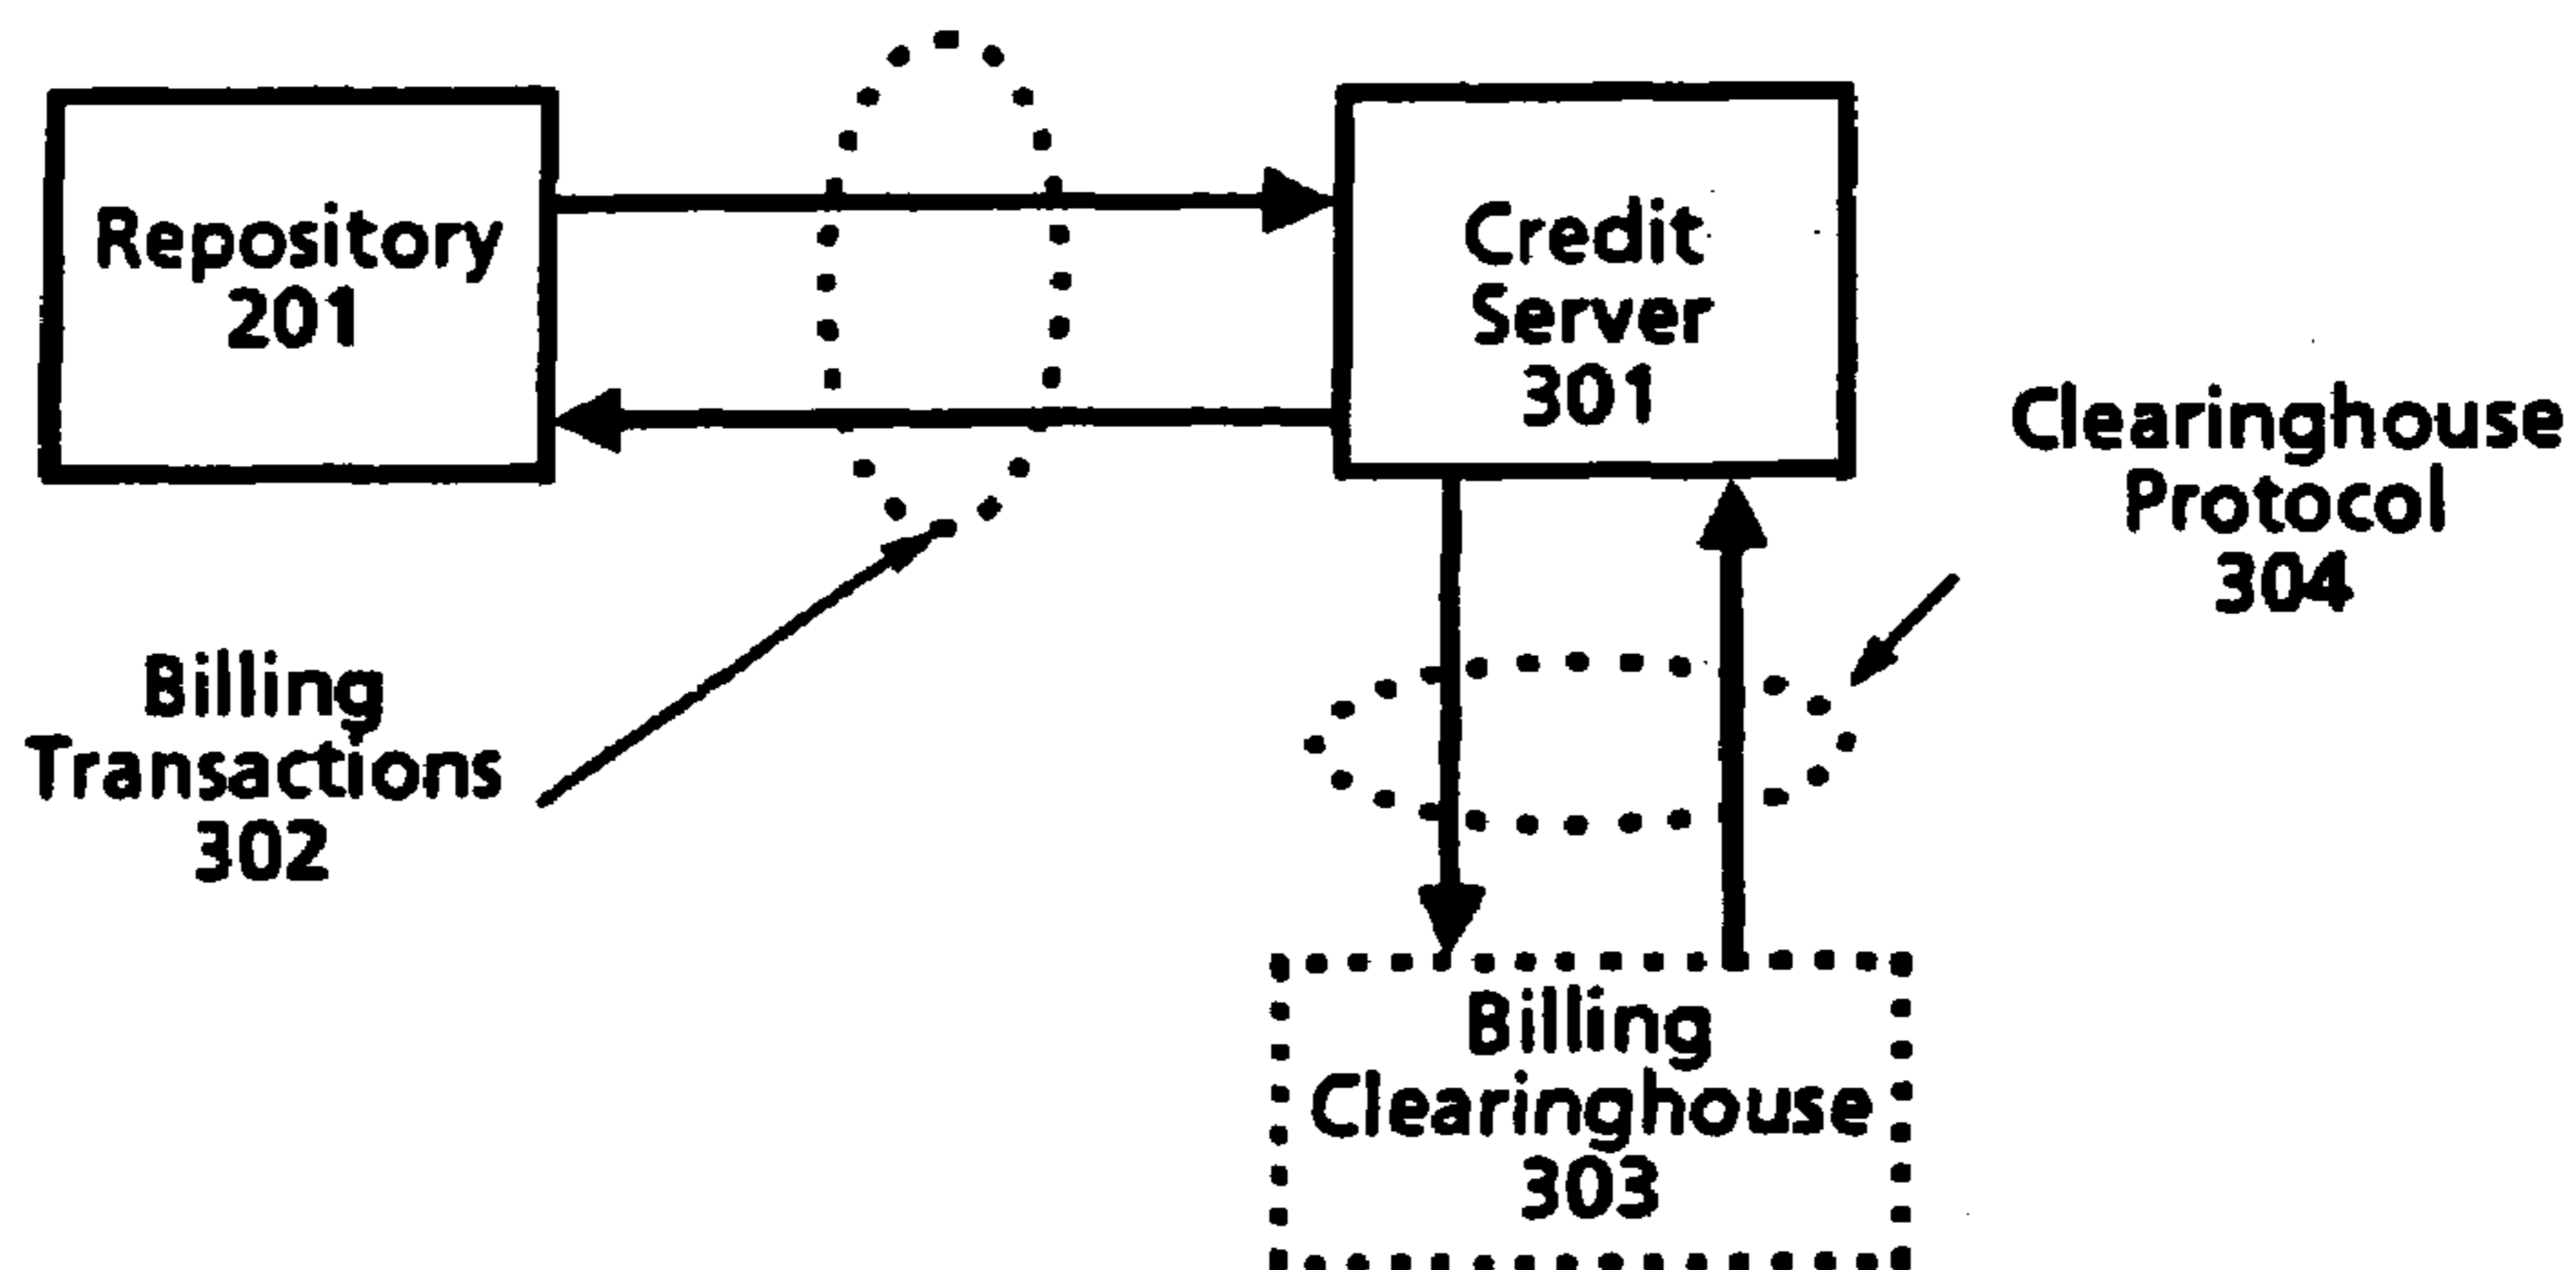 Repository
201
Credit
Server
301
Clearinghouse
Protocol
304
Billing
Transactions
302
Billing
Clearinghouse
303